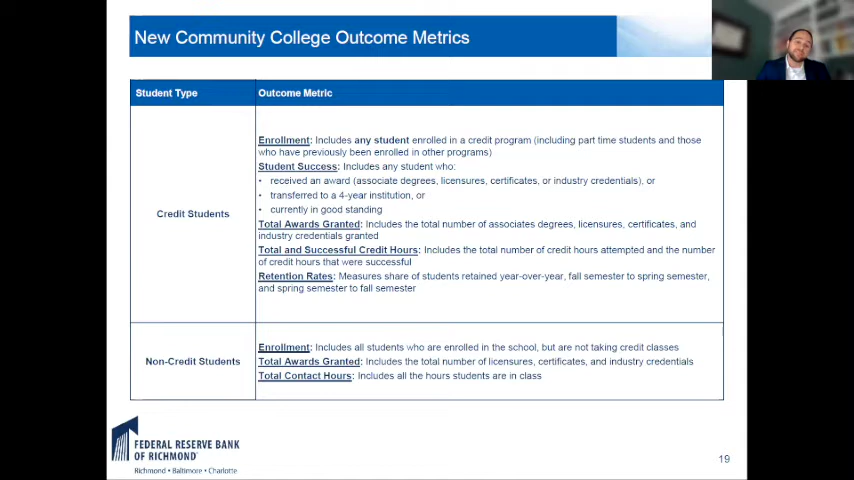 New Community College Outcome Metrics
Student Type
Outcome Metric
Credit Students
Enrollment: Includes any student enrolled in a credit program (including part time students and those
who have previously been enrolled in other programs)
Student Success: Includes any student who:
• received an award (associate degrees, licensures, certificates, or industry credentials), or
• transferred to a 4-year institution, or
• currently in good standing
Total Awards Granted: Includes the total number of associates degrees, licensures, certificates, and
industry credentials granted
Total and Successful Credit Hours: Includes the total number of credit hours attempted and the number
of credit hours that were successful
Retention Rates: Measures share of students retained year-over-year, fall semester to spring semester,
and spring semester to fall semester
Non-Credit Students
Enrollment: Includes all students who are enrolled in the school, but are not taking credit classes
Total Awards Granted: Includes the total number of licensures, certificates, and industry credentials
Total Contact Hours: Includes all the hours students are in class
FEDERAL RESERVE BANK
OF RICHMOND
Richmond • Baltimore • Charlotte
19